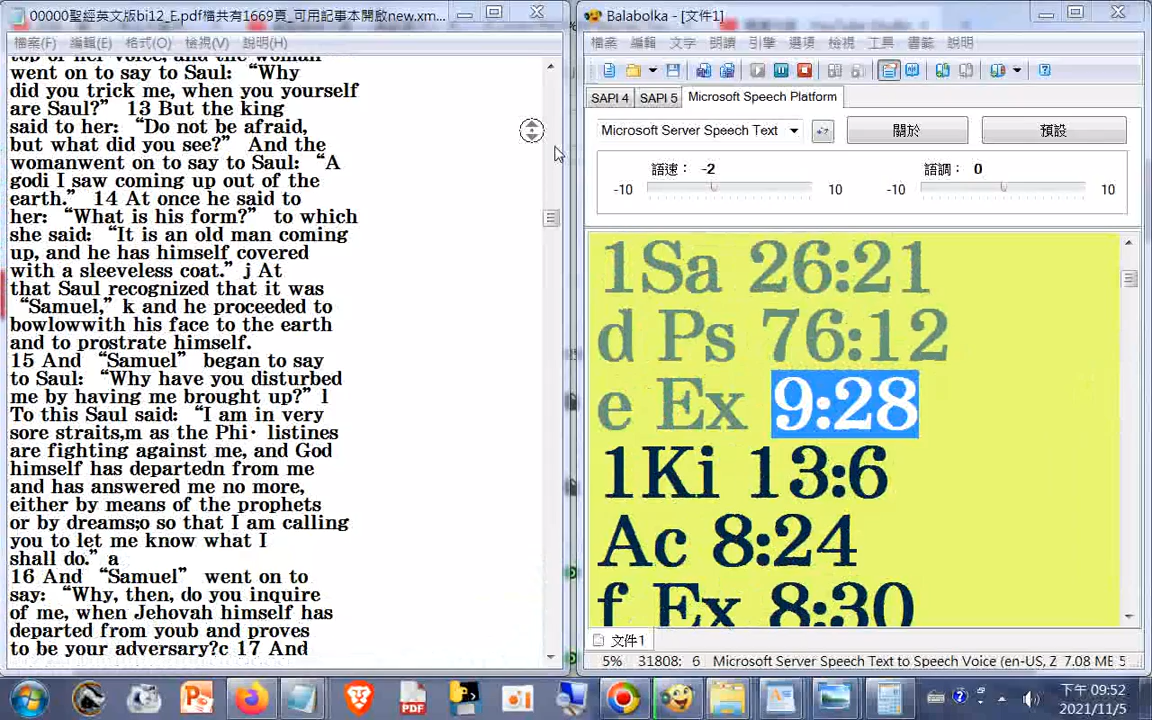 00000聖經英文版bi12_E.pdf檔共有1669頁_可用記事本開啟new.xm...
檔案(F) 編輯(E) 格式(O) 檢視(V) 說明(H)
top of her voice, and the woman
went on to say to Saul: “Why
did you trick me, when you yourself
are Saul?” 13 But the king
said to her: “Do not be afraid,
but what did you see?” And the
womanwent on to say to Saul: “A
godi I saw coming up out of the
earth.” 14 At once he said to
her: “What is his form?” to which
she said: “It is an old man coming
up, and he has himself covered
with a sleeveless coat.” j At
that Saul recognized that it was
“Samuel,” k and he proceeded to
bowlowwith his face to the earth
and to prostrate himself.
15 And “Samuel” began to say
to Saul: “Why have you disturbed
me by having me brought up?” l
To this Saul said: “I am in very
sore straits,m as the Phi· listines
are fighting against me, and God
himself has departedn from me
and has answered me no more,
either by means of the prophets
or by dreams;o so that I am calling
you to let me know what I
shall do.” a
16 And “Samuel” went on to
say: “Why, then, do you inquire
of me, when Jehovah himself has
departed from youb and proves
to be your adversary?c 17 And
Balabolka - [文件1]
檔案 編輯 文字 朗讀 引擎 選項 檢視 工具 書籤 說明
SAPI 4 SAPI 5 Microsoft Speech Platform
Microsoft Server Speech Text 關於 預設
語速： -2 語調： 0
-10 10 -10 10
1Sa 26:21
d Ps 76:12
e Ex 9:28
1Ki 13:6
Ac 8:24
f Ex 8:30
文件1
5% 31808: 6 Microsoft Server Speech Text to Speech Voice (en-US, Z 7.08 MB 5
下午 09:52
2021/11/5